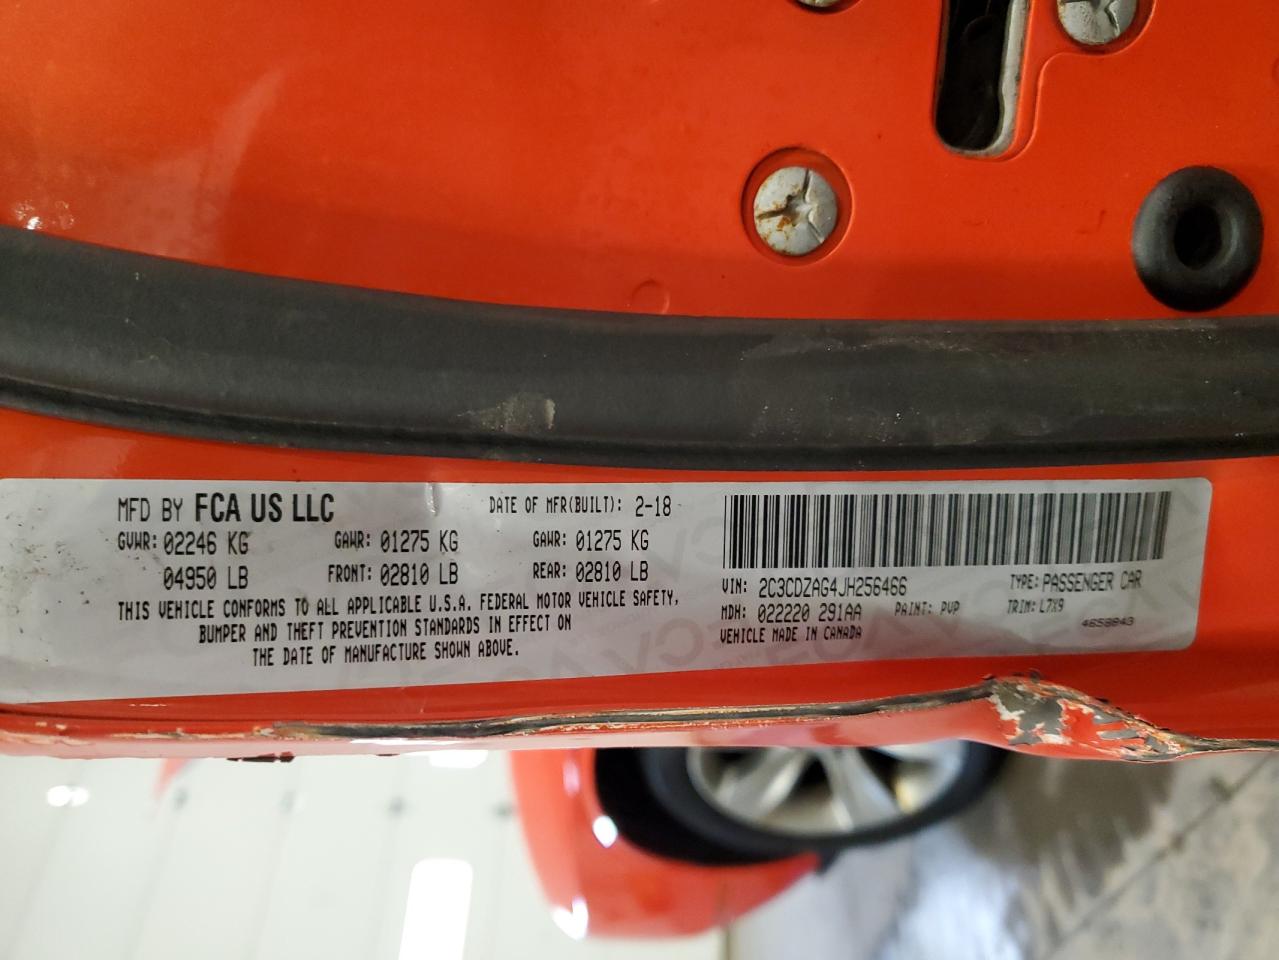 MFD BY FCA US LLC DATE OF MFR(BUILT): 2-18
GVWR: 02246 KG GAWR: 01275 KG GAWR: 01275 KG
04950 LB FRONT: 02810 LB REAR: 02810 LB
THIS VEHICLE CONFORMS TO ALL APPLICABLE U.S.A. FEDERAL MOTOR VEHICLE SAFETY,
BUMPER AND THEFT PREVENTION STANDARDS IN EFFECT ON
THE DATE OF MANUFACTURE SHOWN ABOVE.
VIN: 2C3CDZAG4JH256466 TYPE: PASSENGER CAR
MDH: 022220 291AA PAINT: PVP TRIM: L7X9
VEHICLE MADE IN CANADA 4658843